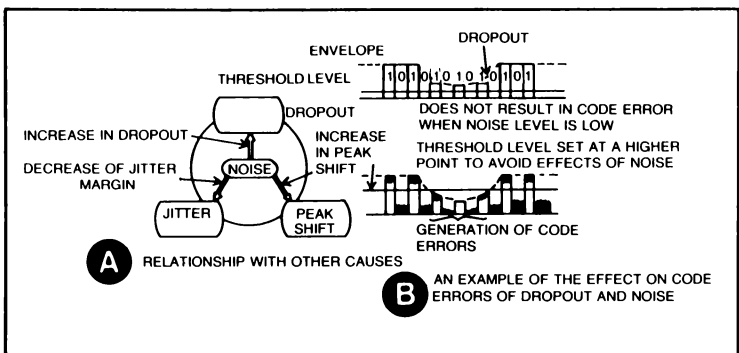 ENVELOPE
DROPOUT
THRESHOLD LEVEL
1 0 1 0 1 0 1 0 1 0 1 0 1
DROPOUT
DOES NOT RESULT IN CODE ERROR
WHEN NOISE LEVEL IS LOW
INCREASE IN DROPOUT
INCREASE
IN PEAK
SHIFT
THRESHOLD LEVEL SET AT A HIGHER
POINT TO AVOID EFFECTS OF NOISE
DECREASE OF JITTER
MARGIN
NOISE
JITTER
PEAK
SHIFT
GENERATION OF CODE
ERRORS
A RELATIONSHIP WITH OTHER CAUSES
B AN EXAMPLE OF THE EFFECT ON CODE
ERRORS OF DROPOUT AND NOISE